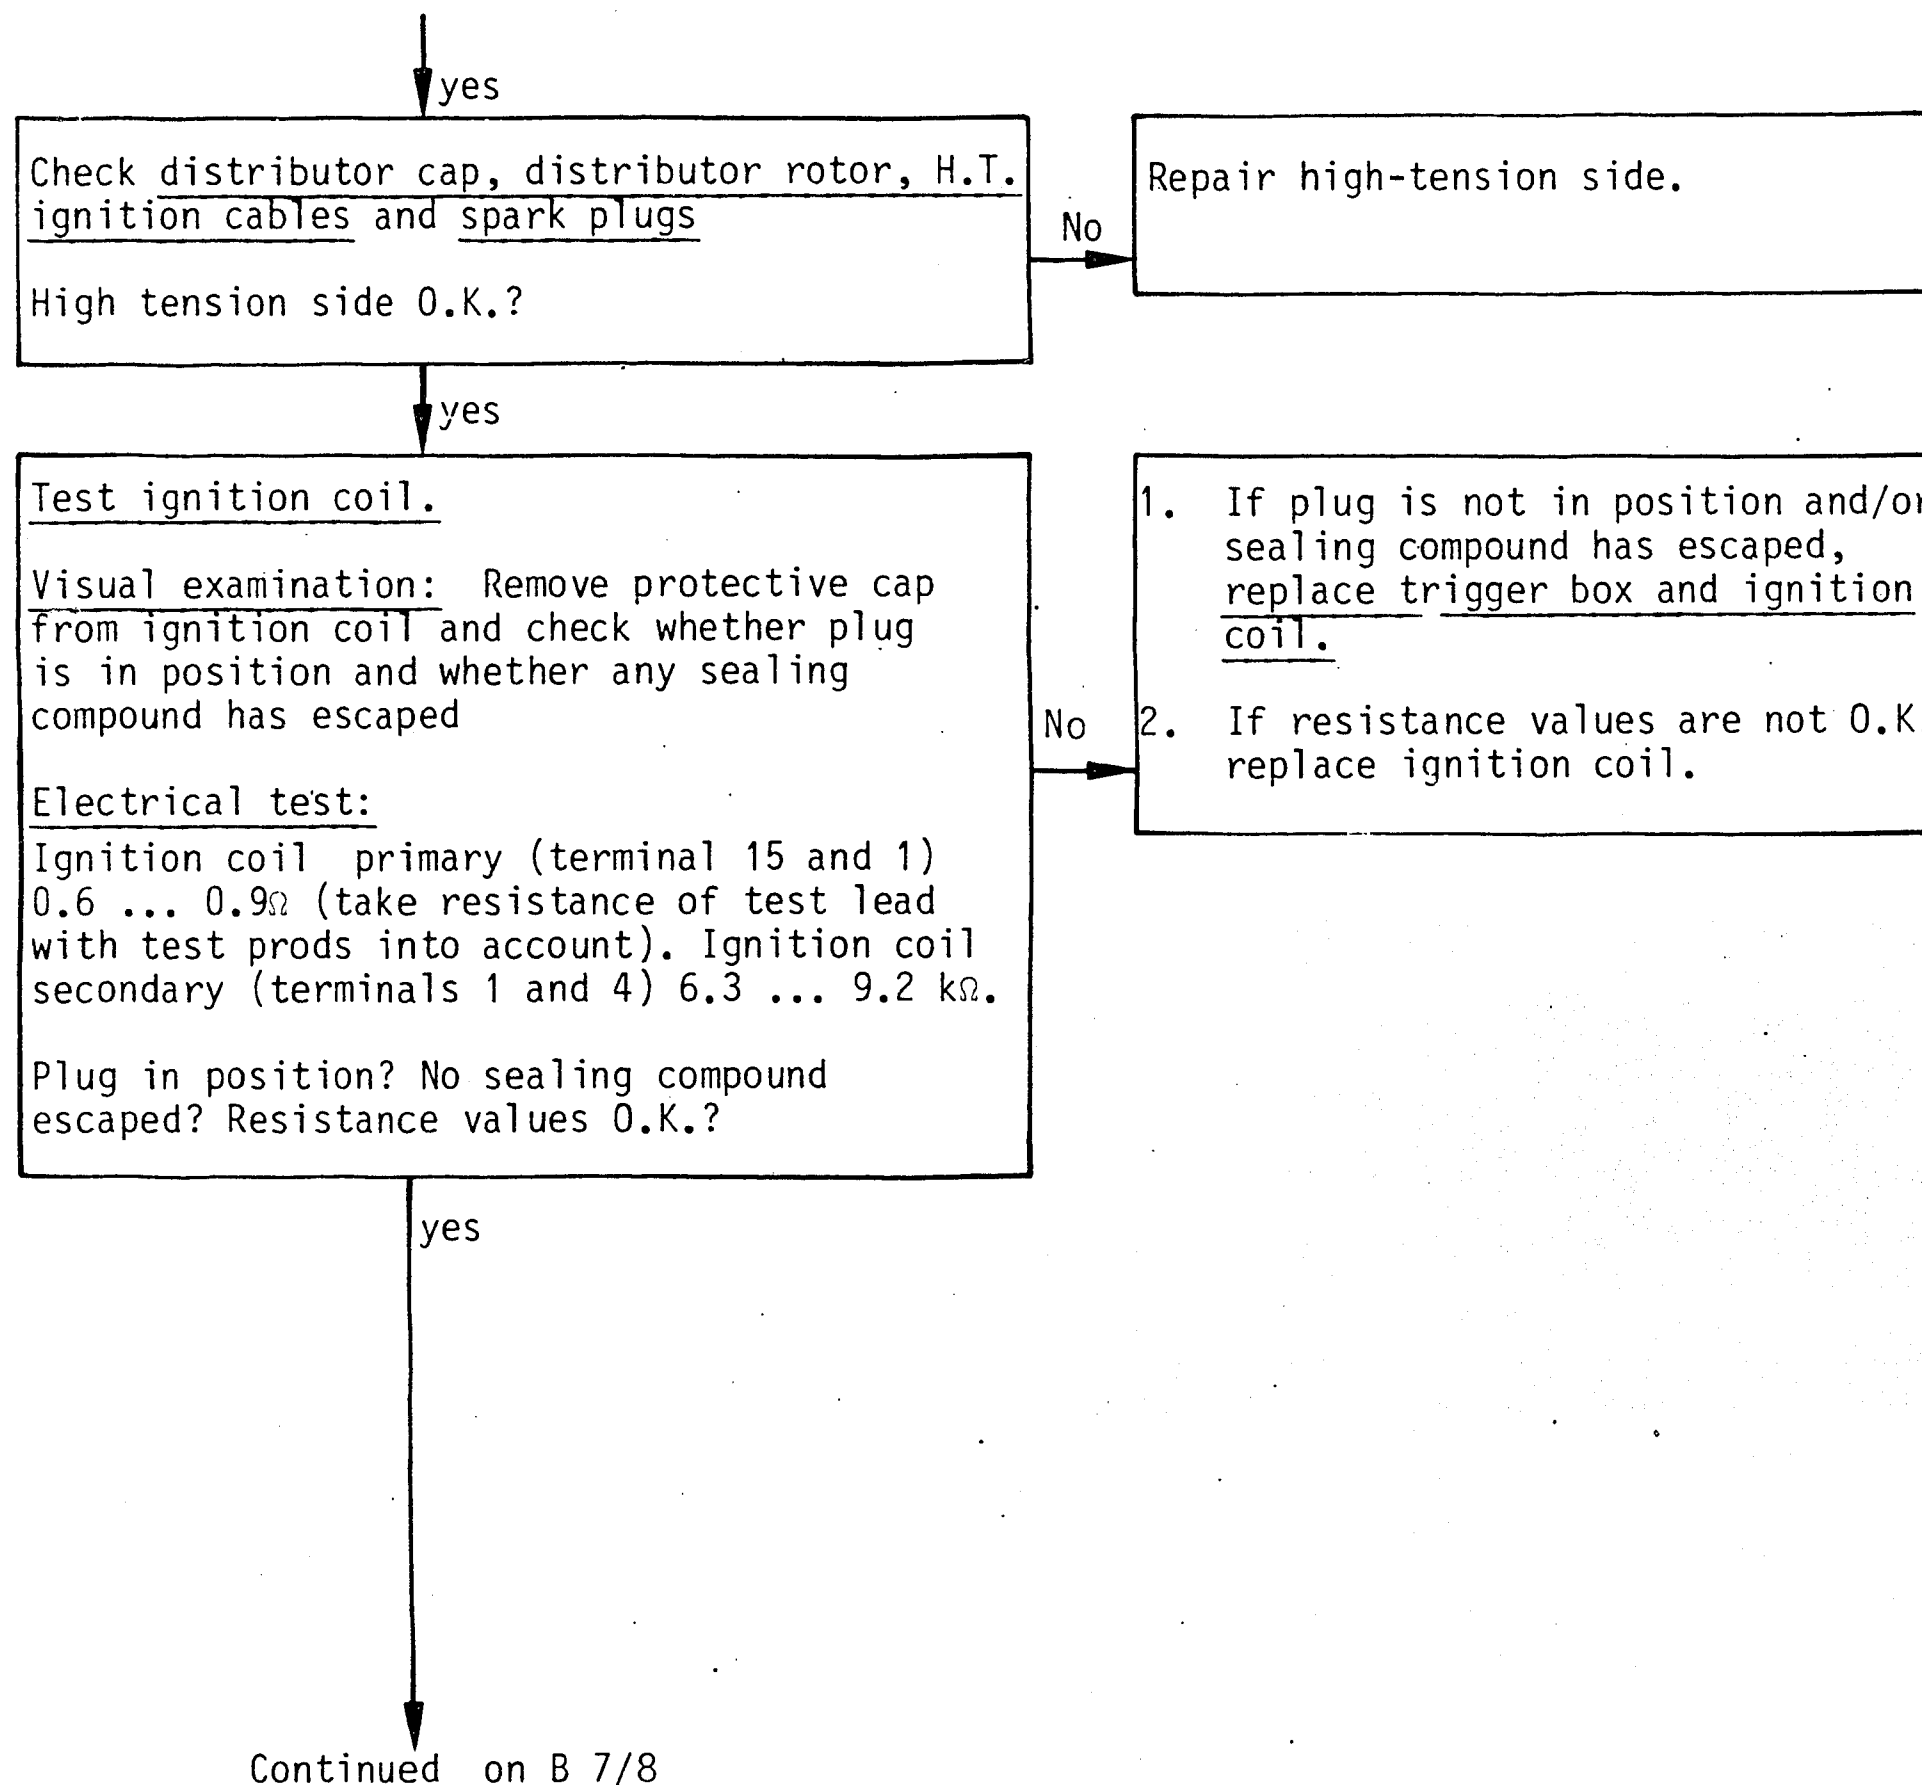 yes
Check distributor cap, distributor rotor, H.T.
ignition cables and spark plugs
High tension side O.K.?
No
Repair high-tension side.
yes
Test ignition coil.
Visual examination: Remove protective cap
from ignition coil and check whether plug
is in position and whether any sealing
compound has escaped
Electrical test:
Ignition coil primary (terminal 15 and 1)
0.6 ... 0.9Ω (take resistance of test lead
with test prods into account). Ignition coil
secondary (terminals 1 and 4) 6.3 ... 9.2 kΩ.
Plug in position? No sealing compound
escaped? Resistance values O.K.?
No
1. If plug is not in position and/or
sealing compound has escaped,
replace trigger box and ignition
coil.
2. If resistance values are not O.K.
replace ignition coil.
yes
Continued on B 7/8